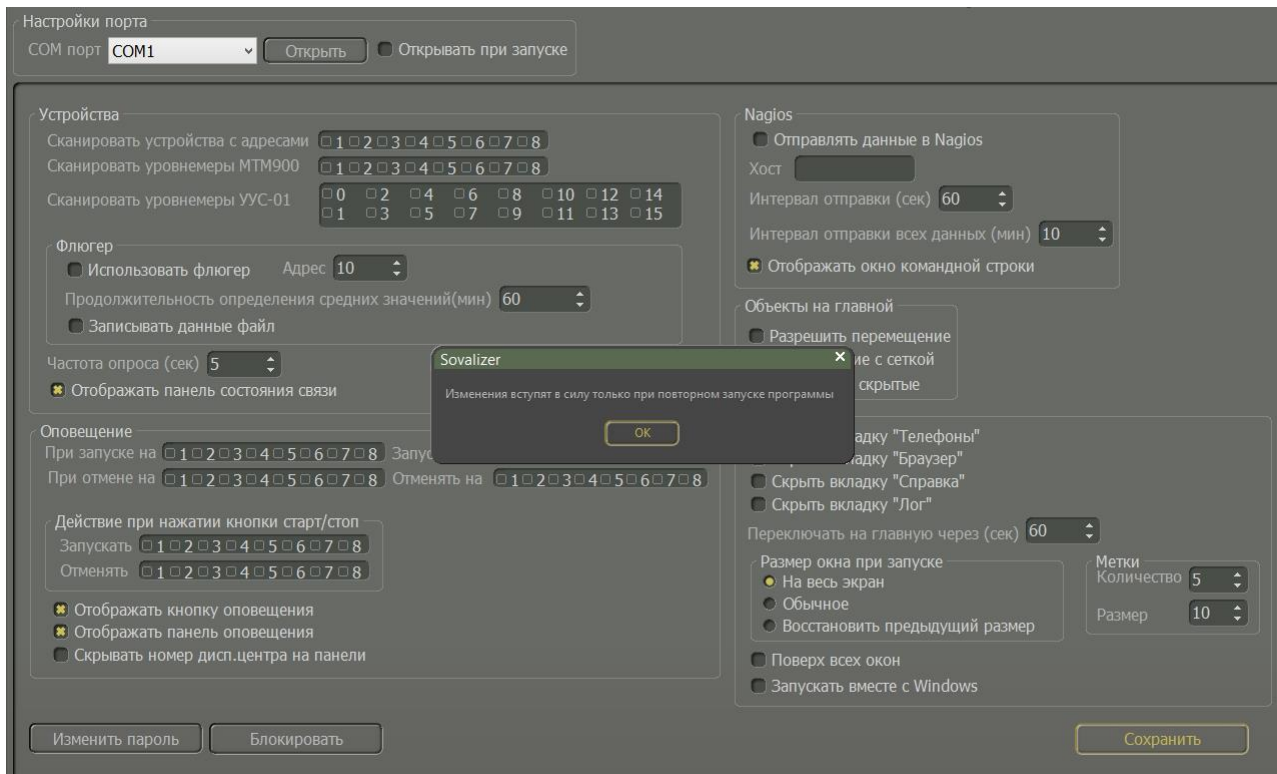 Настройки порта
COM порт COM1 Открыть Открывать при запуске
Устройства
Сканировать устройства с адресами 1 2 3 4 5 6 7 8
Сканировать уровнемеры МТМ900 1 2 3 4 5 6 7 8
Сканировать уровнемеры УУС-01
0 2 4 6 8 10 12 14
1 3 5 7 9 11 13 15
Флюгер
Использовать флюгер Адрес 10
Продолжительность определения средних значений(мин) 60
Записывать данные файл
Частота опроса (сек) 5
Отображать панель состояния связи
Оповещение
При запуске на 1 2 3 4 5 6 7 8
При отмене на 1 2 3 4 5 6 7 8 Отменять на 1 2 3 4 5 6 7 8
Действие при нажатии кнопки старт/стоп
Запускать 1 2 3 4 5 6 7 8
Отменять 1 2 3 4 5 6 7 8
Отображать кнопку оповещения
Отображать панель оповещения
Скрывать номер дисп.центра на панели
Изменить пароль Блокировать
Sovalizer
Изменения вступят в силу только при повторном запуске программы
OK
Nagios
Отправлять данные в Nagios
Хост
Интервал отправки (сек) 60
Интервал отправки всех данных (мин) 10
Отображать окно командной строки
Объекты на главной
Разрешить перемещение
с сеткой
скрытые
"Телефоны"
"Браузер"
Скрыть вкладку "Справка"
Скрыть вкладку "Лог"
Переключать на главную через (сек) 60
Размер окна при запуске
На весь экран
Обычное
Восстановить предыдущий размер
Метки
Количество 5
Размер 10
Поверх всех окон
Запускать вместе с Windows
Сохранить